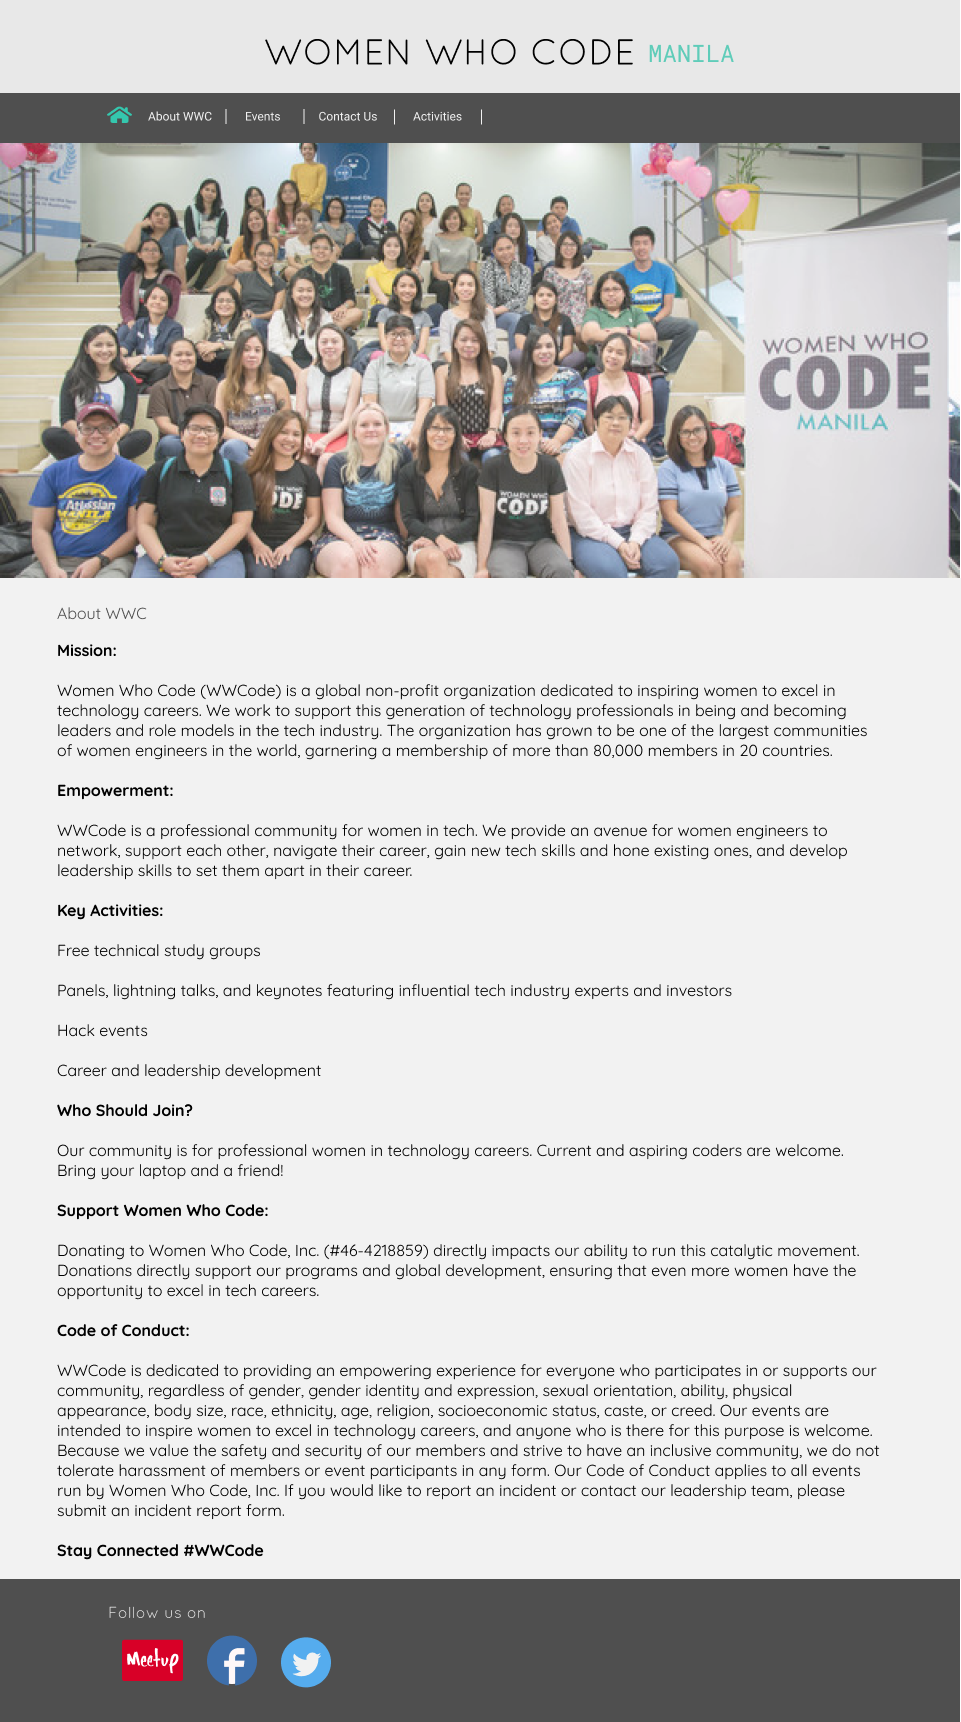 WOMEN WHO CODE MANILA
About WWC | Events | Contact Us | Activities |
WOMEN WHO
CODE
MANILA
Atlassian
MANILA
WOMEN WHO
CODE
About WWC
Mission:
Women Who Code (WWCode) is a global non-profit organization dedicated to inspiring women to excel in
technology careers. We work to support this generation of technology professionals in being and becoming
leaders and role models in the tech industry. The organization has grown to be one of the largest communities
of women engineers in the world, garnering a membership of more than 80,000 members in 20 countries.
Empowerment:
WWCode is a professional community for women in tech. We provide an avenue for women engineers to
network, support each other, navigate their career, gain new tech skills and hone existing ones, and develop
leadership skills to set them apart in their career.
Key Activities:
Free technical study groups
Panels, lightning talks, and keynotes featuring influential tech industry experts and investors
Hack events
Career and leadership development
Who Should Join?
Our community is for professional women in technology careers. Current and aspiring coders are welcome.
Bring your laptop and a friend!
Support Women Who Code:
Donating to Women Who Code, Inc. (#46-4218859) directly impacts our ability to run this catalytic movement.
Donations directly support our programs and global development, ensuring that even more women have the
opportunity to excel in tech careers.
Code of Conduct:
WWCode is dedicated to providing an empowering experience for everyone who participates in or supports our
community, regardless of gender, gender identity and expression, sexual orientation, ability, physical
appearance, body size, race, ethnicity, age, religion, socioeconomic status, caste, or creed. Our events are
intended to inspire women to excel in technology careers, and anyone who is there for this purpose is welcome.
Because we value the safety and security of our members and strive to have an inclusive community, we do not
tolerate harassment of members or event participants in any form. Our Code of Conduct applies to all events
run by Women Who Code, Inc. If you would like to report an incident or contact our leadership team, please
submit an incident report form.
Stay Connected #WWCode
Follow us on
Meetup f